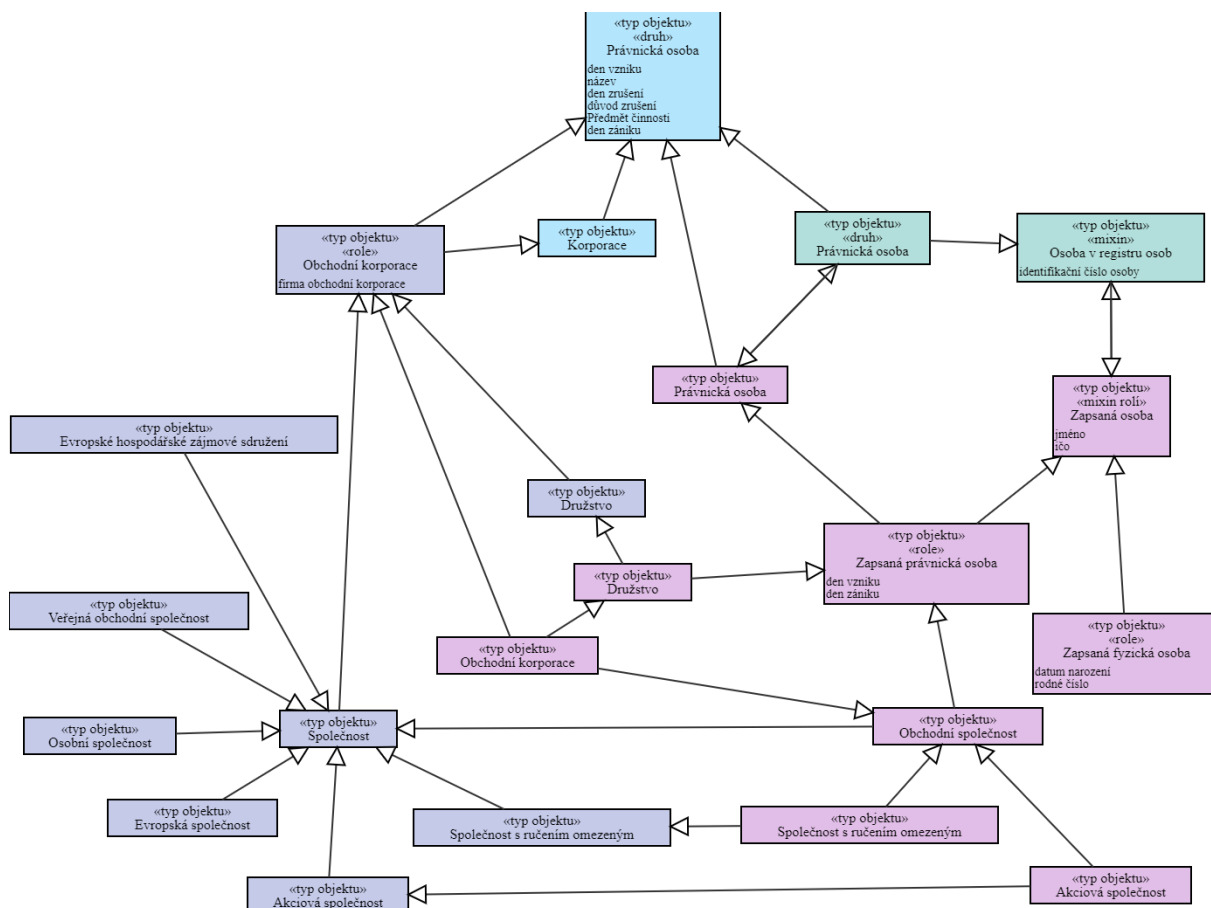 «typ objektu»
«druh»
Právnická osoba
den vzniku
název
den zrušení
důvod zrušení
Předmět činnosti
den zániku
«typ objektu»
«role»
Obchodní korporace
firma obchodní korporace
«typ objektu»
Korporace
«typ objektu»
«druh»
Právnická osoba
«typ objektu»
«mixin»
Osoba v registru osob
identifikační číslo osoby
«typ objektu»
Právnická osoba
«typ objektu»
«mixin rolí»
Zapsaná osoba
jméno
ičo
«typ objektu»
Evropské hospodářské zájmové sdružení
«typ objektu»
Družstvo
«typ objektu»
«role»
Zapsaná právnická osoba
den vzniku
den zániku
«typ objektu»
Družstvo
«typ objektu»
Veřejná obchodní společnost
«typ objektu»
«role»
Zapsaná fyzická osoba
datum narození
rodné číslo
«typ objektu»
Obchodní korporace
«typ objektu»
Osobní společnost
«typ objektu»
Společnost
«typ objektu»
Obchodní společnost
«typ objektu»
Evropská společnost
«typ objektu»
Společnost s ručením omezeným
«typ objektu»
Společnost s ručením omezeným
«typ objektu»
Akciová společnost
«typ objektu»
Akciová společnost